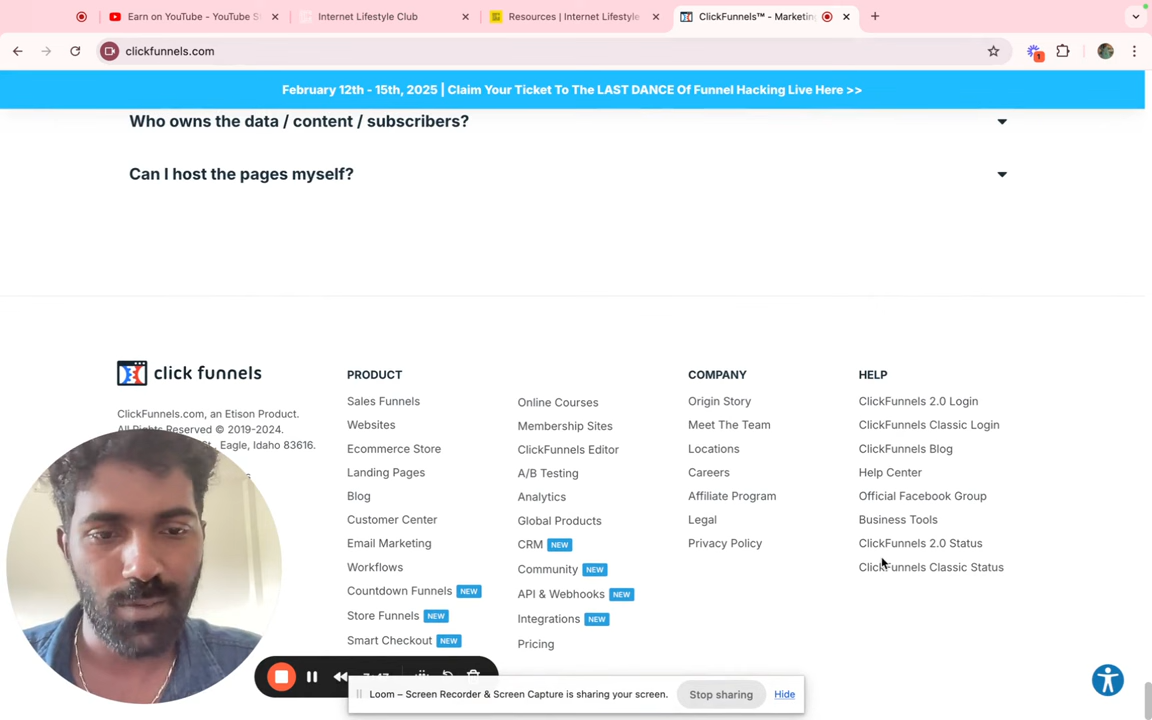 Earn on YouTube - YouTube S
Internet Lifestyle Club
Resources | Internet Lifestyle
ClickFunnels™ - Marketin
clickfunnels.com
1
February 12th - 15th, 2025 | Claim Your Ticket To The LAST DANCE Of Funnel Hacking Live Here >>
Who owns the data / content / subscribers?
Can I host the pages myself?
click funnels
ClickFunnels.com, an Etison Product.
All Rights Reserved © 2019-2024.
St., Eagle, Idaho 83616.
PRODUCT
Sales Funnels
Websites
Ecommerce Store
Landing Pages
Blog
Customer Center
Email Marketing
Workflows
Countdown Funnels NEW
Store Funnels NEW
Smart Checkout NEW
Online Courses
Membership Sites
ClickFunnels Editor
A/B Testing
Analytics
Global Products
CRM NEW
Community NEW
API & Webhooks NEW
Integrations NEW
Pricing
COMPANY
Origin Story
Meet The Team
Locations
Careers
Affiliate Program
Legal
Privacy Policy
HELP
ClickFunnels 2.0 Login
ClickFunnels Classic Login
ClickFunnels Blog
Help Center
Official Facebook Group
Business Tools
ClickFunnels 2.0 Status
ClickFunnels Classic Status
Loom – Screen Recorder & Screen Capture is sharing your screen.
Stop sharing
Hide